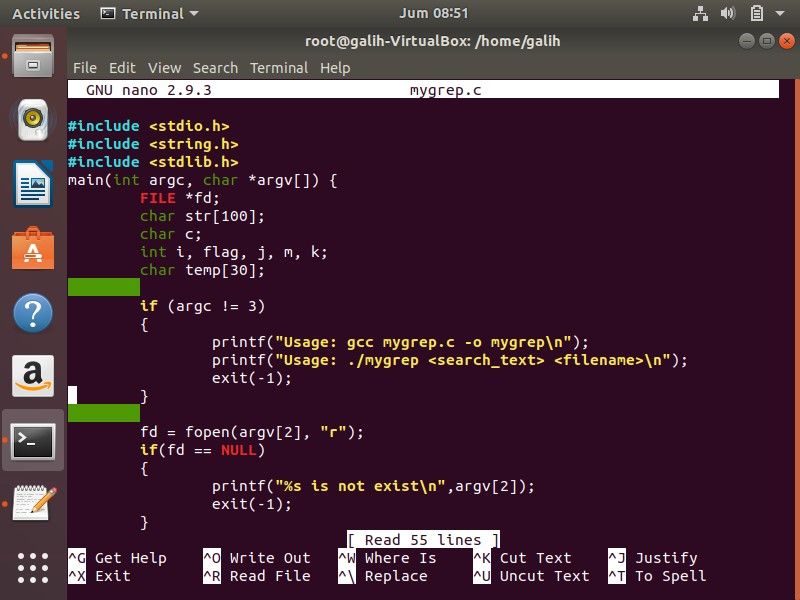 Activities Terminal Jum 08:51
root@galih-VirtualBox: /home/galih
File Edit View Search Terminal Help
GNU nano 2.9.3 mygrep.c
#include <stdio.h>
#include <string.h>
#include <stdlib.h>
main(int argc, char *argv[]) {
FILE *fd;
char str[100];
char c;
int i, flag, j, m, k;
char temp[30];
if (argc != 3)
{
printf("Usage: gcc mygrep.c -o mygrep\n");
printf("Usage: ./mygrep <search_text> <filename>\n");
exit(-1);
}
fd = fopen(argv[2], "r");
if(fd == NULL)
{
printf("%s is not exist\n",argv[2]);
exit(-1);
}
[ Read 55 lines ]
^G Get Help ^O Write Out ^W Where Is ^K Cut Text ^J Justify
^X Exit ^R Read File ^\ Replace ^U Uncut Text ^T To Spell